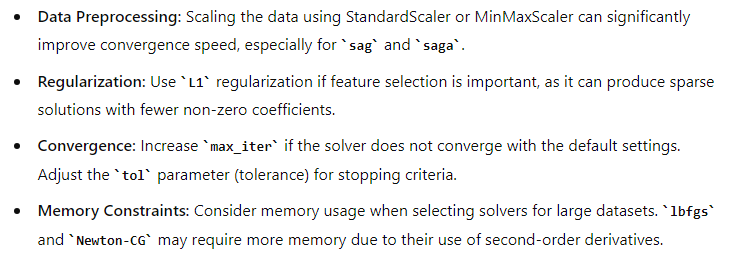 • Data Preprocessing: Scaling the data using StandardScaler or MinMaxScaler can significantly
improve convergence speed, especially for `sag` and `saga`.
• Regularization: Use `L1` regularization if feature selection is important, as it can produce sparse
solutions with fewer non-zero coefficients.
• Convergence: Increase `max_iter` if the solver does not converge with the default settings.
Adjust the `tol` parameter (tolerance) for stopping criteria.
• Memory Constraints: Consider memory usage when selecting solvers for large datasets. `lbfgs`
and `Newton-CG` may require more memory due to their use of second-order derivatives.